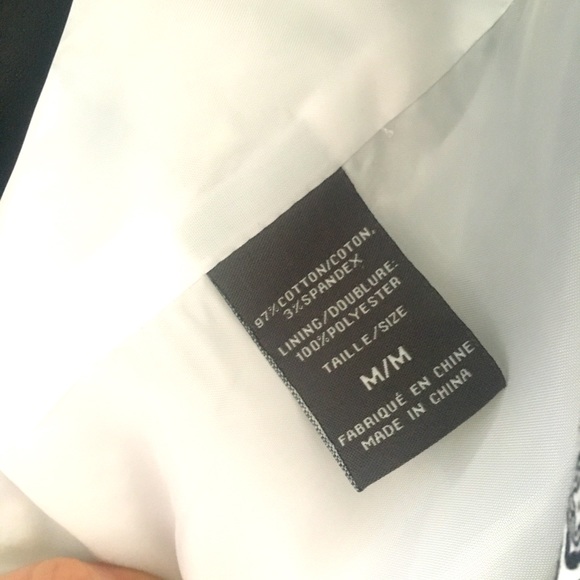 97%COTTON/COTON,
3%SPANDEX
LINING/DOUBLURE:
100%POLYESTER
TAILLE/SIZE
M/M
FABRIQUÉ EN CHINE
MADE IN CHINA